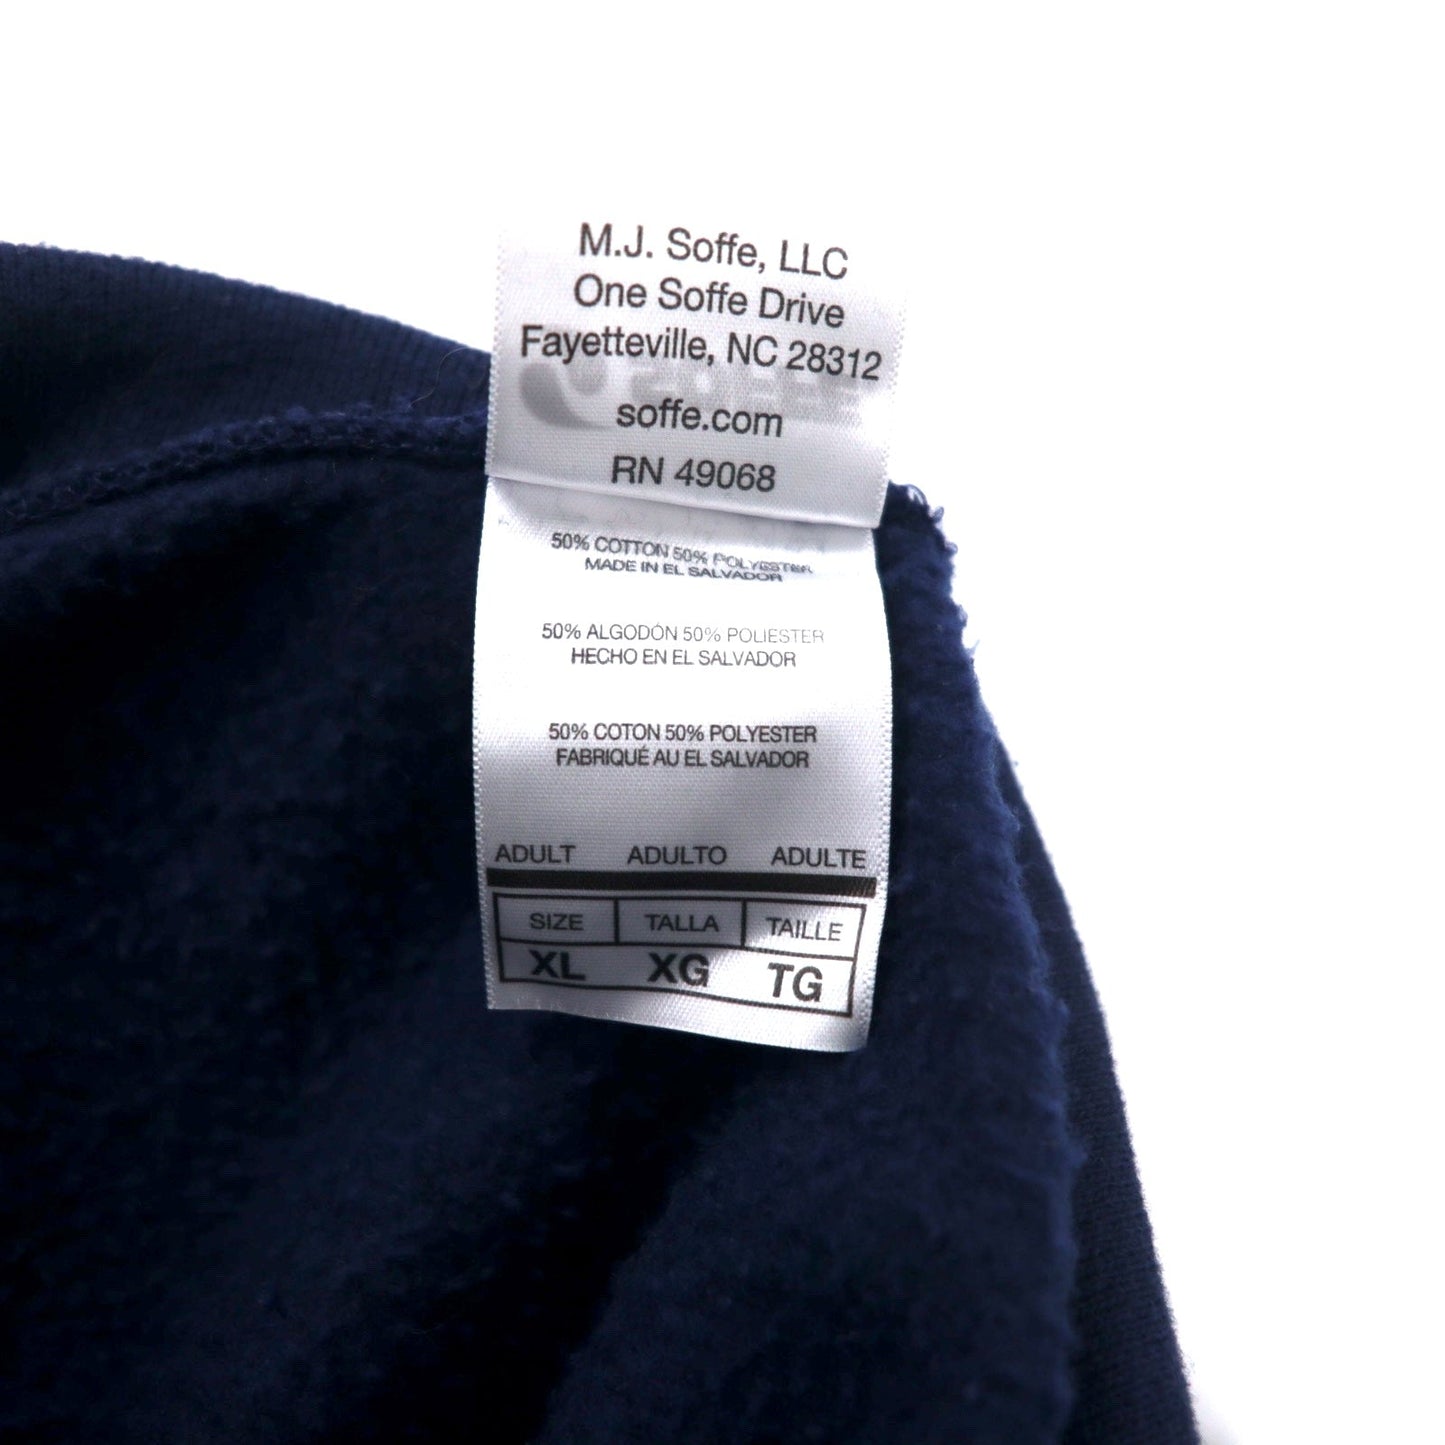 M.J. Soffe, LLC
One Soffe Drive
Fayetteville, NC 28312
soffe.com
RN 49068
50% COTTON 50% POLYESTER
MADE IN EL SALVADOR
50% ALGODÓN 50% POLIESTER
HECHO EN EL SALVADOR
50% COTON 50% POLYESTER
FABRIQUÉ AU EL SALVADOR
ADULT ADULTO ADULTE
SIZE TALLA TAILLE
XL XG TG